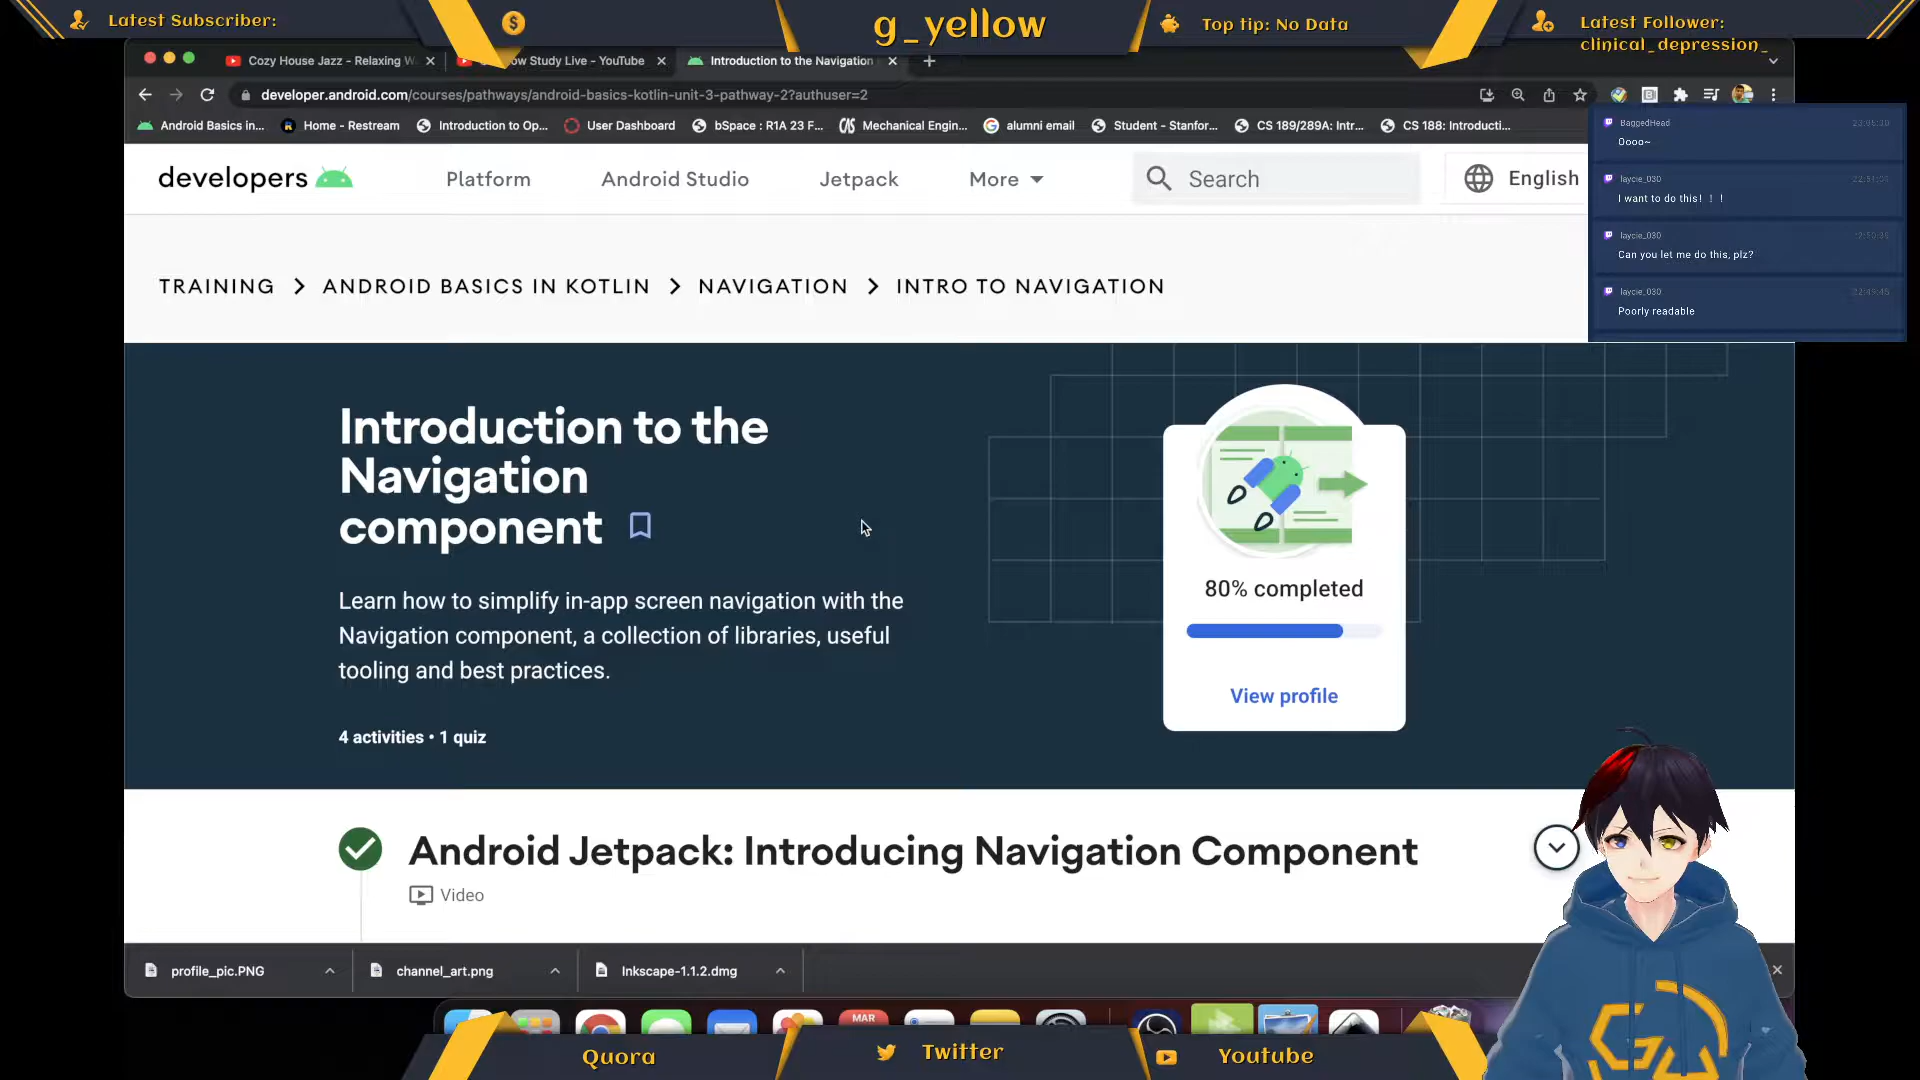 Latest Subscriber:
g_yellow
Top tip: No Data
Latest Follower:
clinical_depression_
Cozy House Jazz - Relaxing W
ow Study Live - YouTube
Introduction to the Navigation
developer.android.com/courses/pathways/android-basics-kotlin-unit-3-pathway-2?authuser=2
Android Basics in...
Home - Restream
Introduction to Op...
User Dashboard
bSpace : R1A 23 F...
Mechanical Engin...
alumni email
Student - Stanfor...
CS 189/289A: Intr...
CS 188: Introducti...
BaggedHead
Oooo~
laycie_030
I want to do this! ! !
laycie_030
Can you let me do this, plz?
laycie_030
Poorly readable
developers
Platform
Android Studio
Jetpack
More
Search
English
TRAINING > ANDROID BASICS IN KOTLIN > NAVIGATION > INTRO TO NAVIGATION
Introduction to the
Navigation
component
Learn how to simplify in-app screen navigation with the
Navigation component, a collection of libraries, useful
tooling and best practices.
4 activities • 1 quiz
80% completed
View profile
Android Jetpack: Introducing Navigation Component
Video
profile_pic.PNG
channel_art.png
Inkscape-1.1.2.dmg
MAR
Quora
Twitter
Youtube